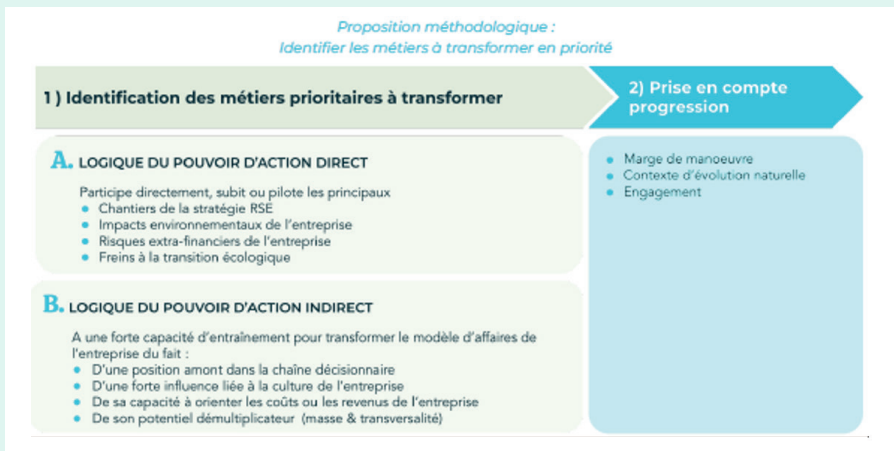 Proposition méthodologique :
Identifier les métiers à transformer en priorité
1 ) Identification des métiers prioritaires à transformer
2) Prise en compte
progression
A. LOGIQUE DU POUVOIR D'ACTION DIRECT
Participe directement, subit ou pilote les principaux
• Chantiers de la stratégie RSE
• Impacts environnementaux de l'entreprise
• Risques extra-financiers de l'entreprise
• Freins à la transition écologique
• Marge de manoeuvre
• Contexte d'évolution naturelle
• Engagement
B. LOGIQUE DU POUVOIR D'ACTION INDIRECT
A une forte capacité d'entraînement pour transformer le modèle d'affaires de
l'entreprise du fait :
• D'une position amont dans la chaîne décisionnaire
• D'une forte influence liée à la culture de l'entreprise
• De sa capacité à orienter les coûts ou les revenus de l'entreprise
• De son potentiel démultiplicateur (masse & transversalité)